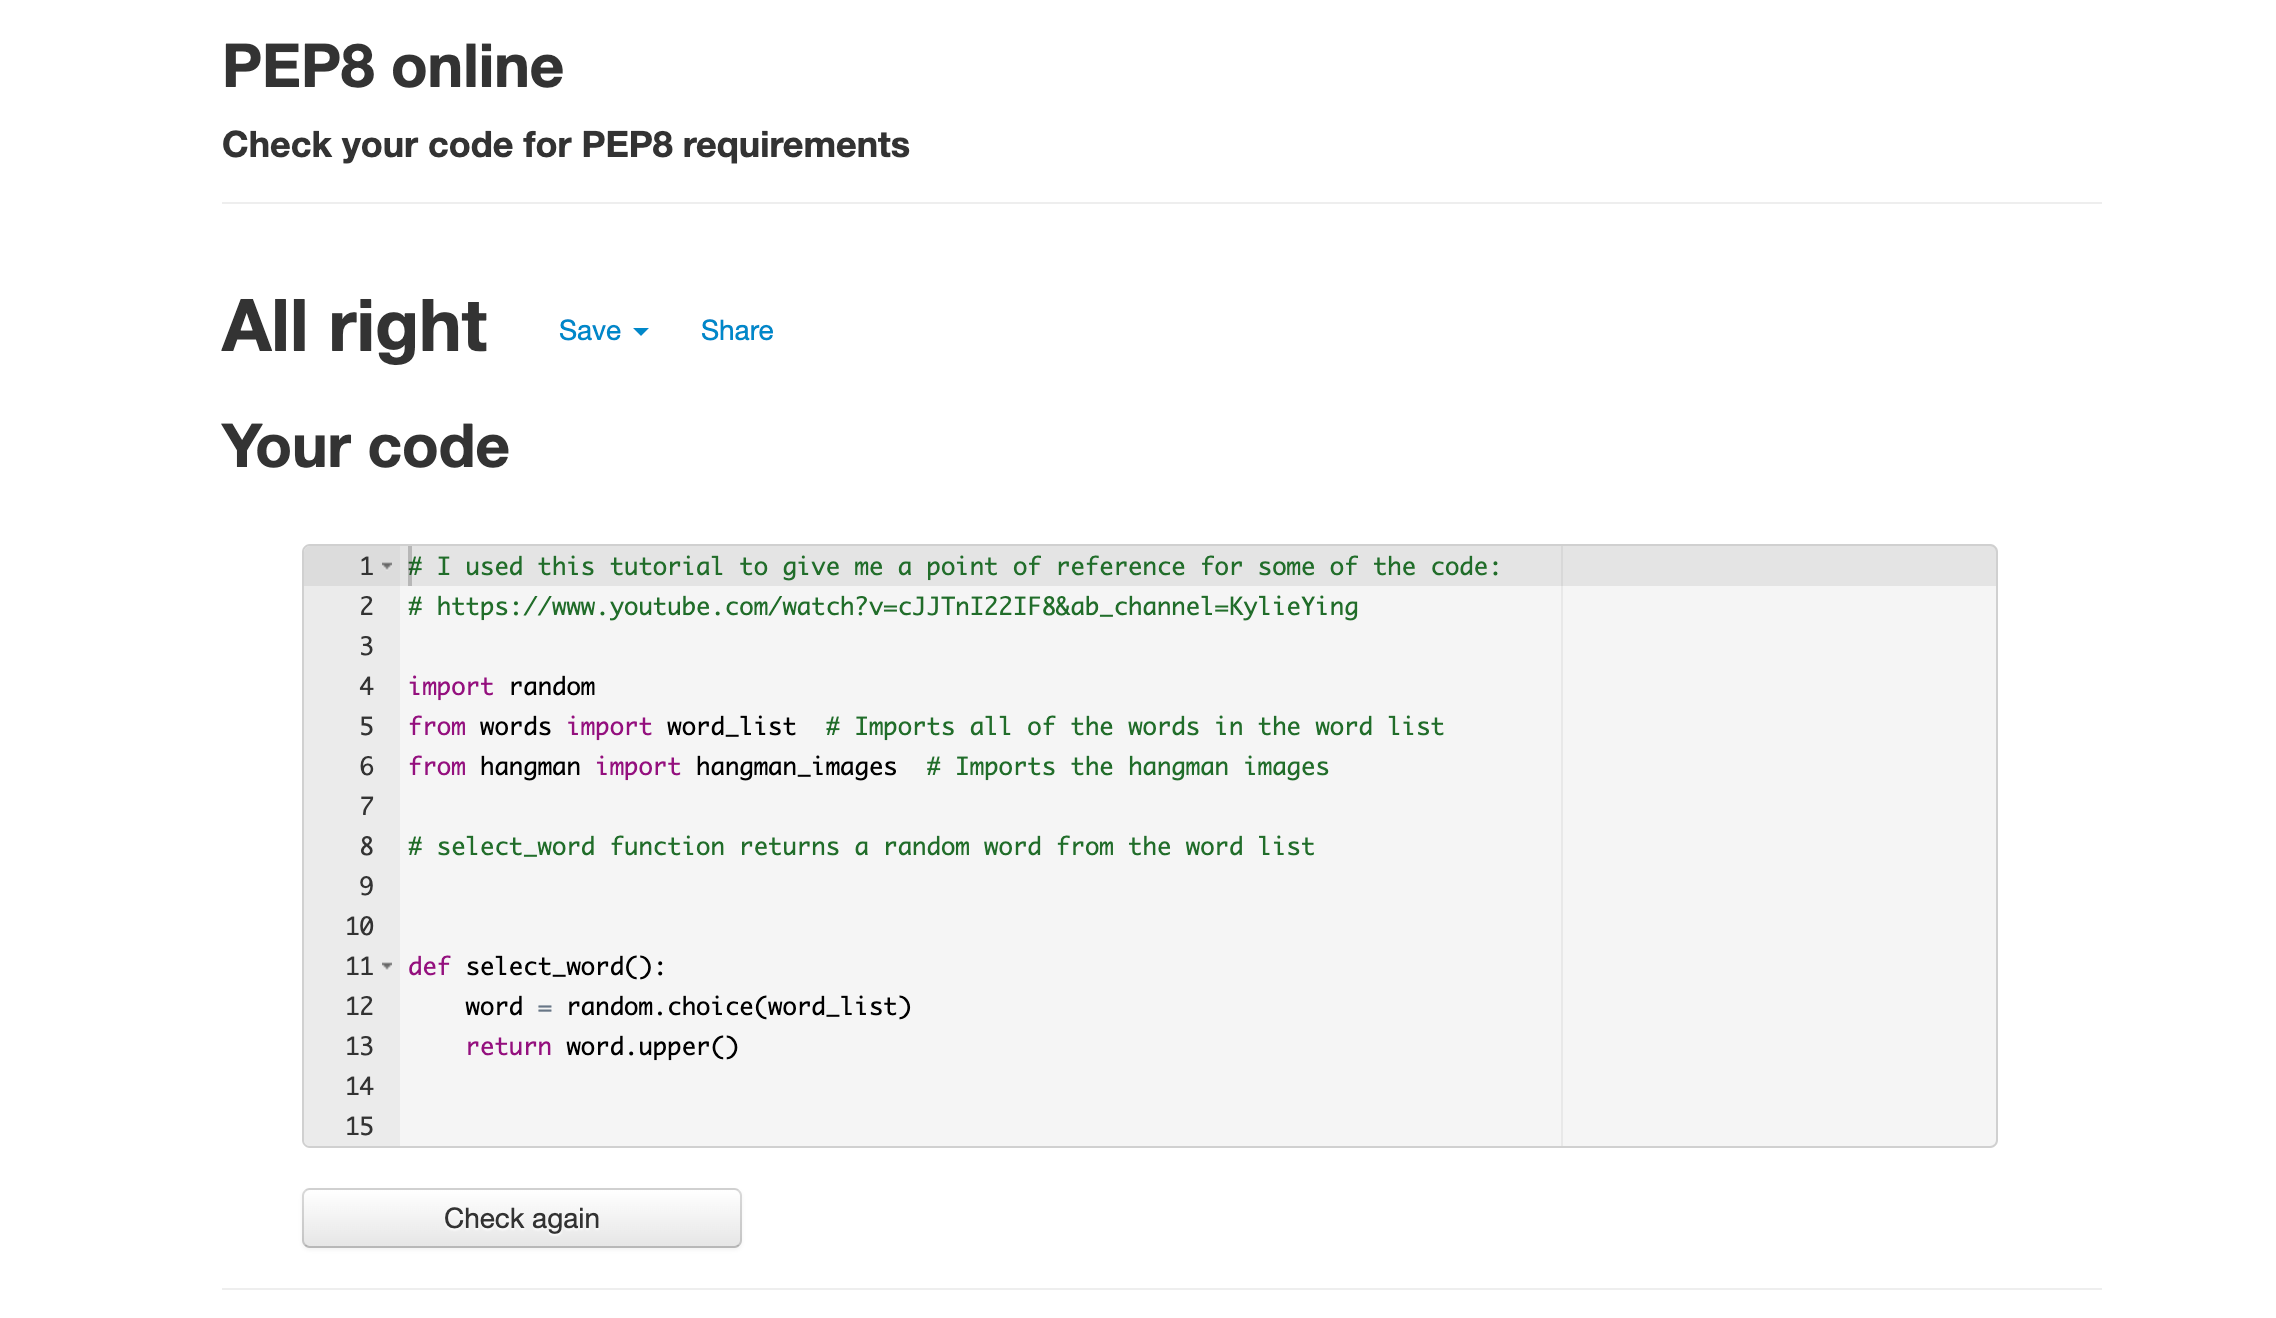 PEP8 online
Check your code for PEP8 requirements
All right Save Share
Your code
1 # I used this tutorial to give me a point of reference for some of the code:
2 # https://www.youtube.com/watch?v=cJJTnI22IF8&ab_channel=KylieYing
3
4 import random
5 from words import word_list  # Imports all of the words in the word list
6 from hangman import hangman_images  # Imports the hangman images
7
8 # select_word function returns a random word from the word list
9
10
11 def select_word():
12     word = random.choice(word_list)
13     return word.upper()
14
15
Check again